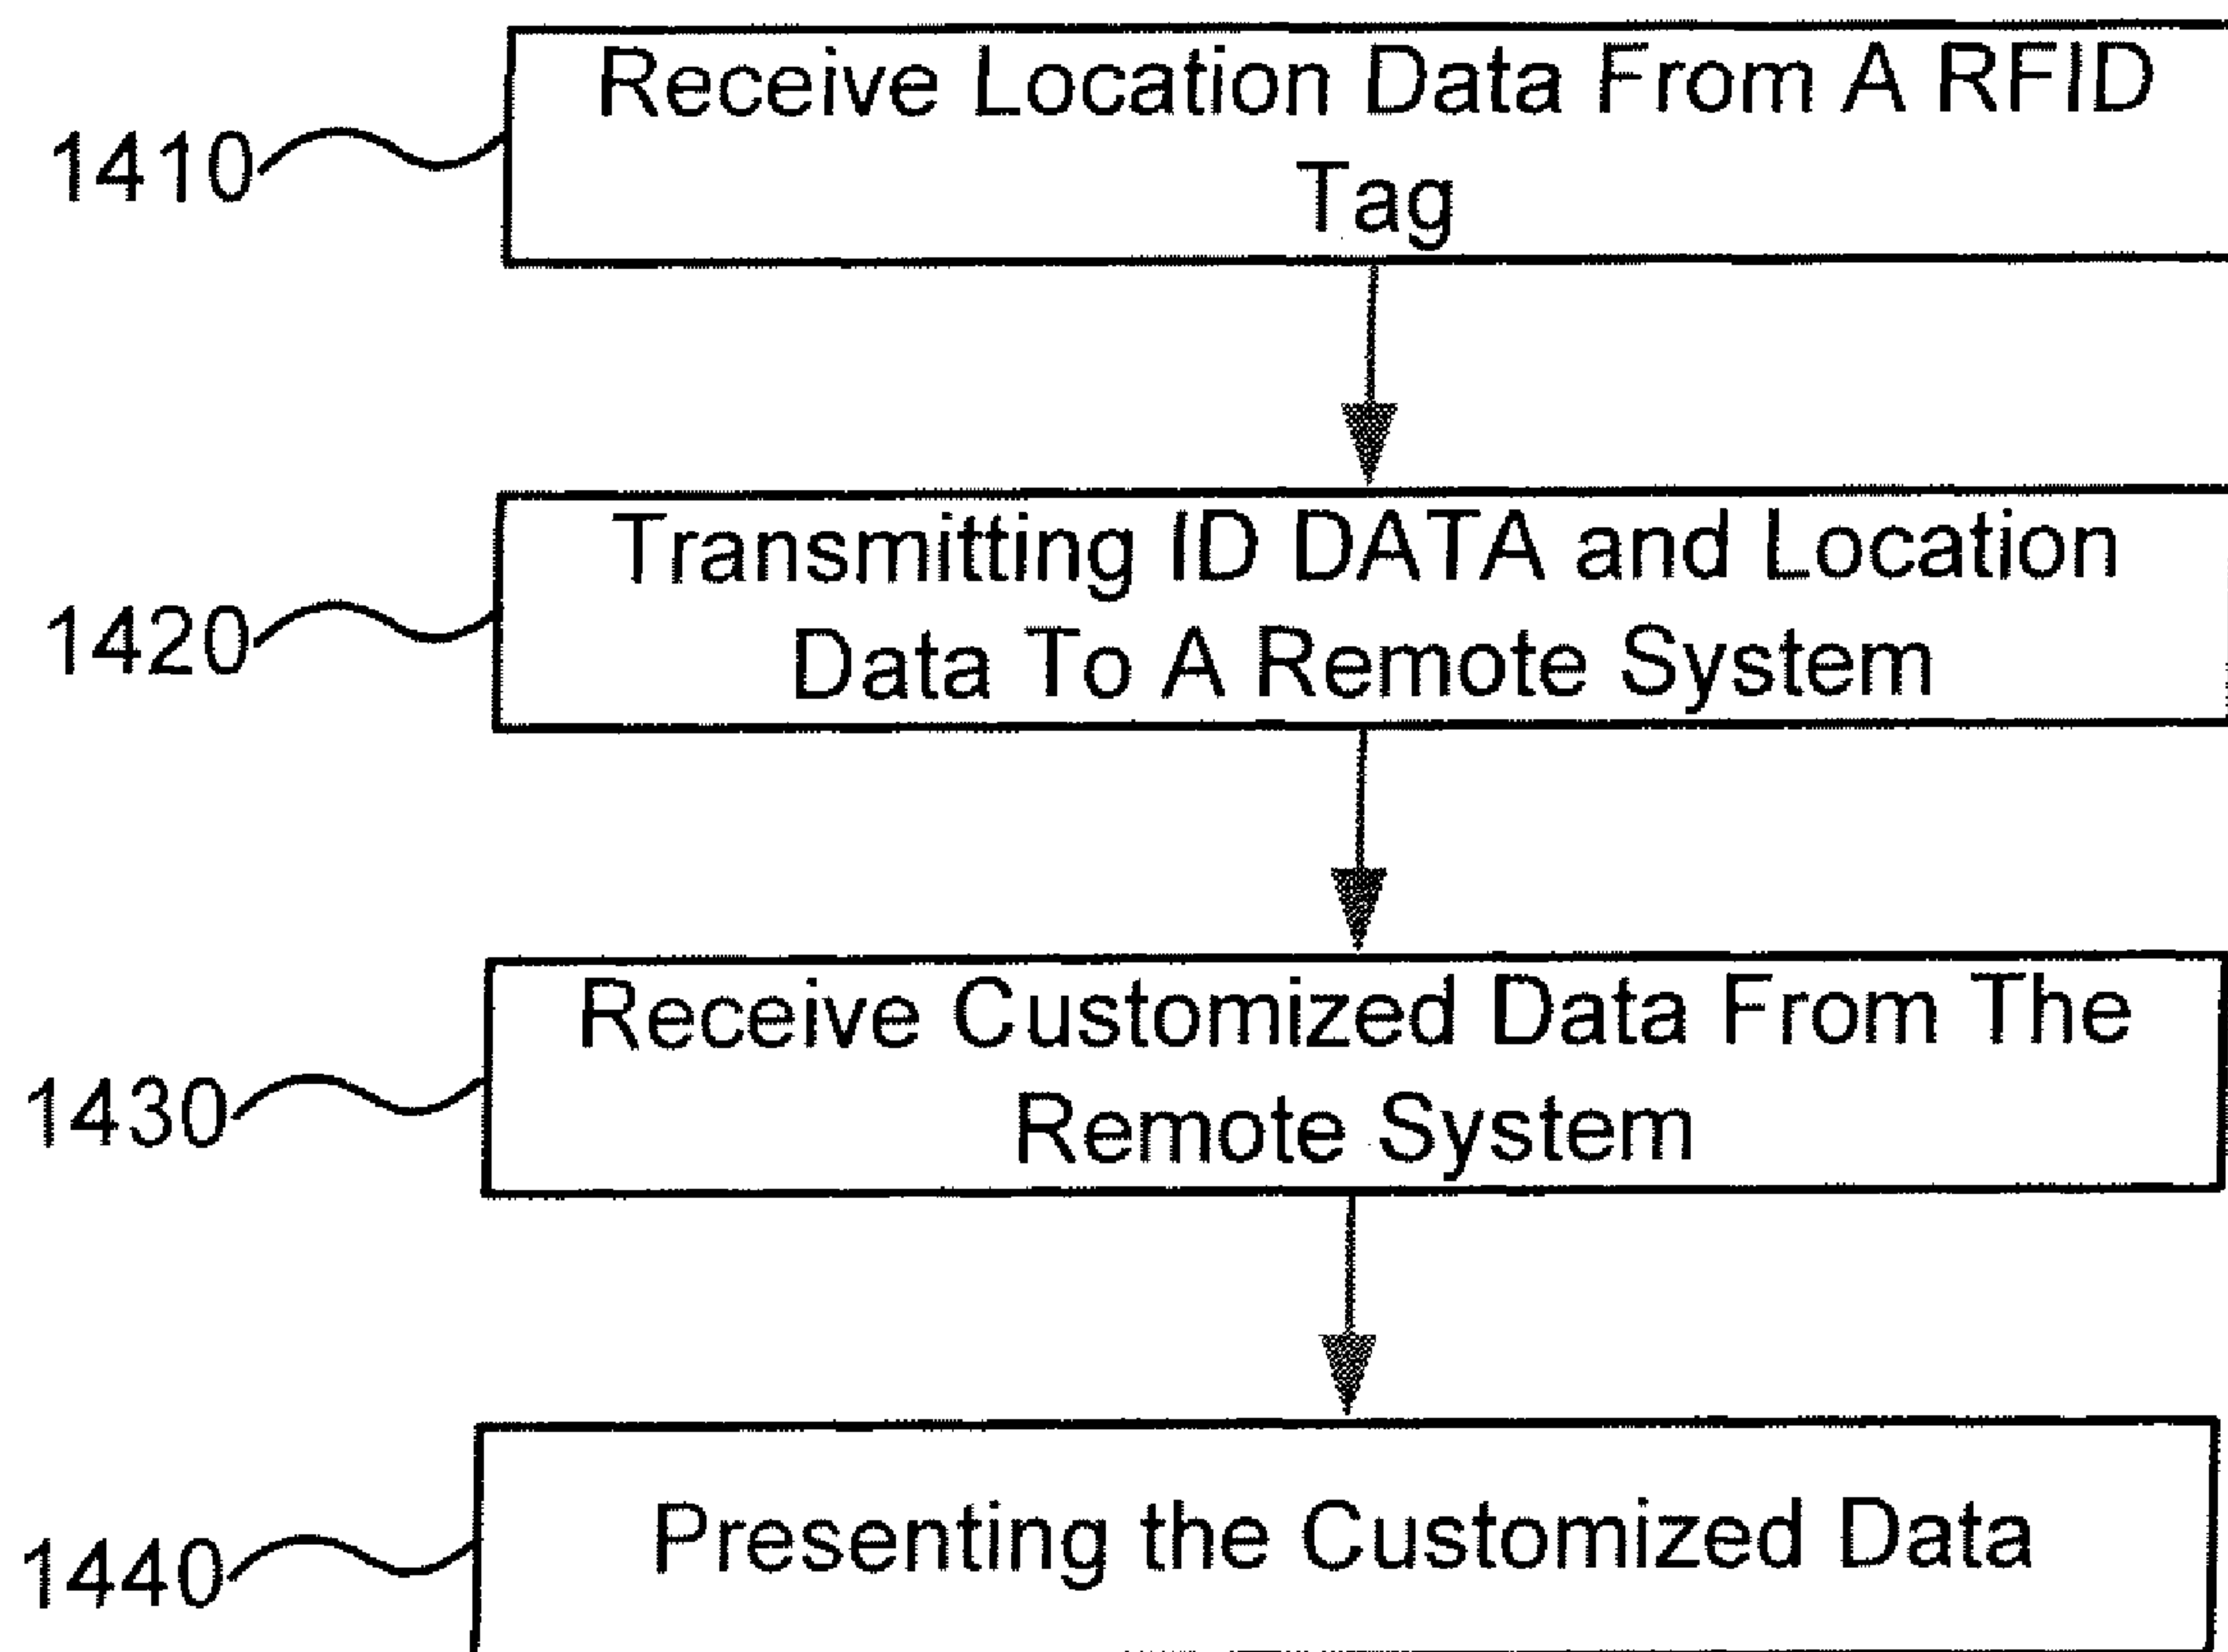 Receive Location Data From A RFID
Tag
1410
Transmitting ID DATA and Location
Data To A Remote System
1420
Receive Customized Data From The
Remote System
1430
Presenting the Customized Data
1440